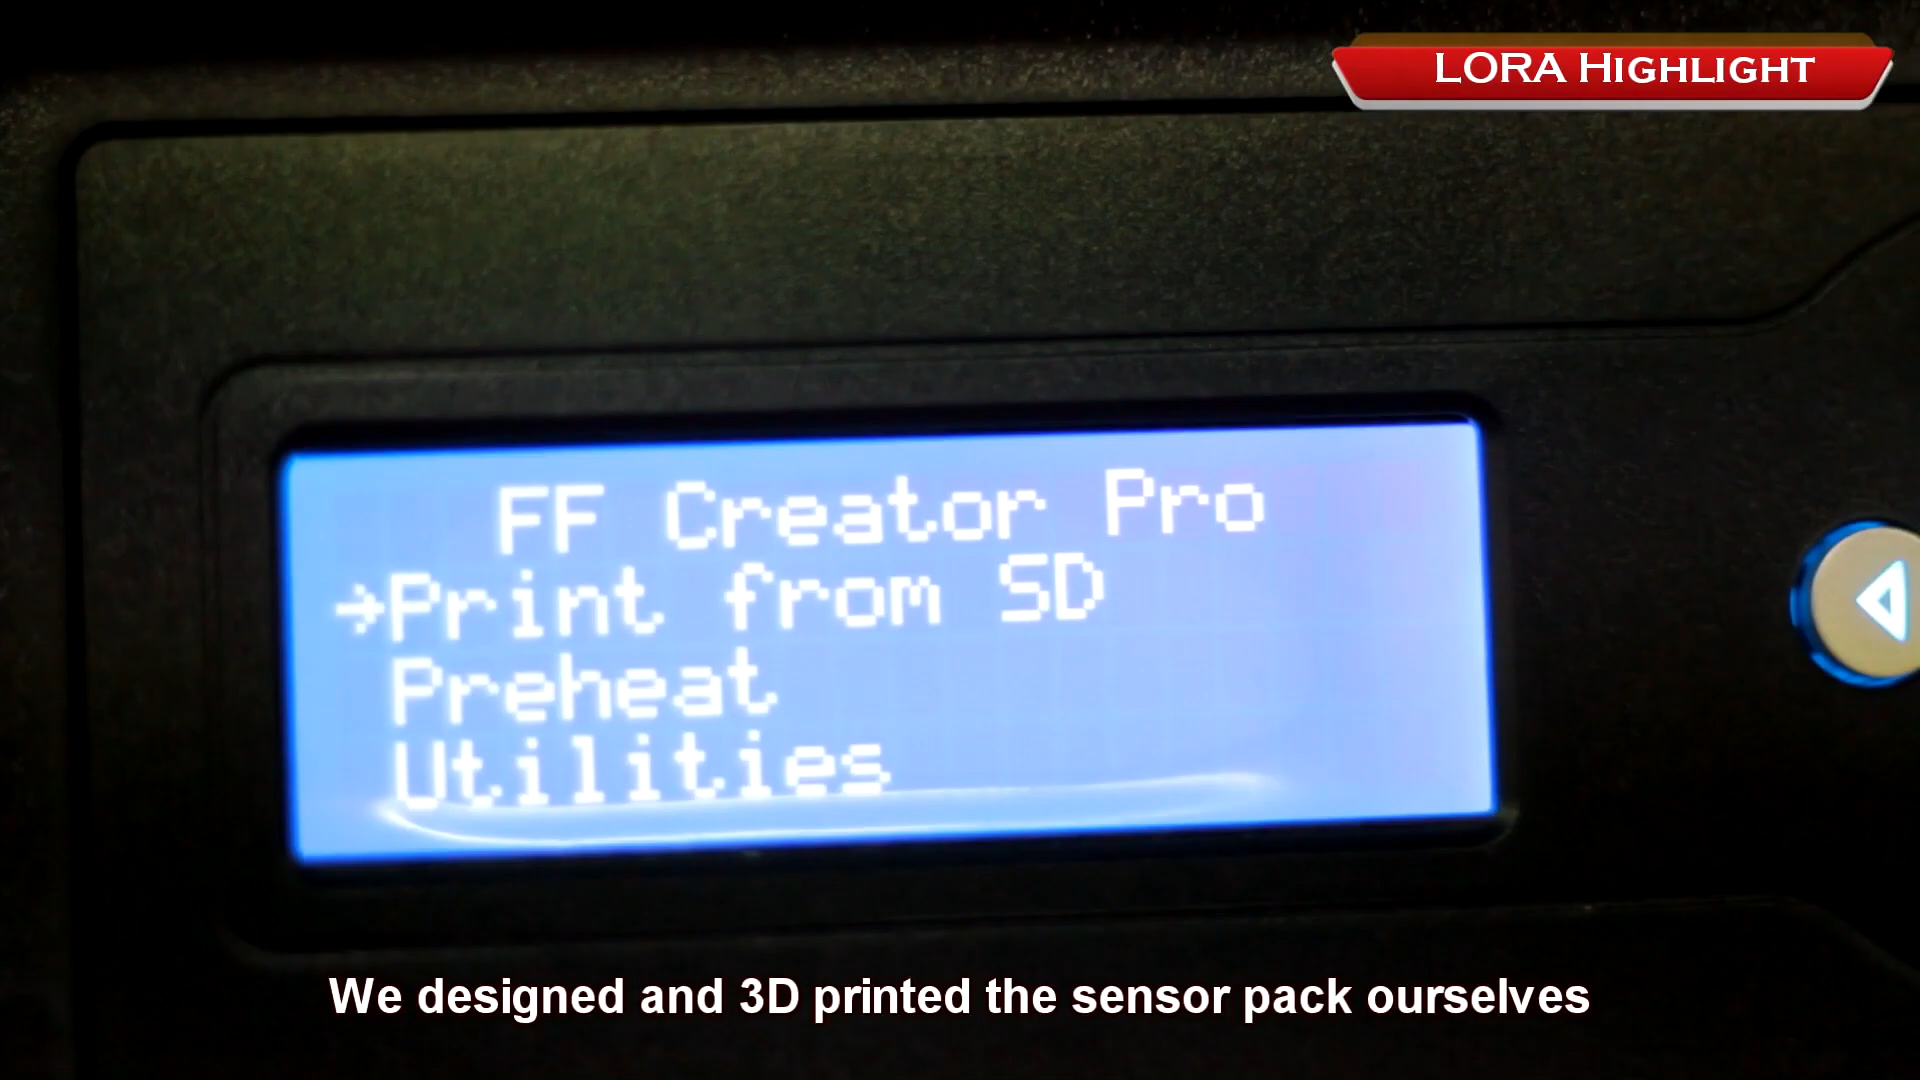 LORA HIGHLIGHT
FF Creator Pro
→Print from SD
Preheat
Utilities
We designed and 3D printed the sensor pack ourselves